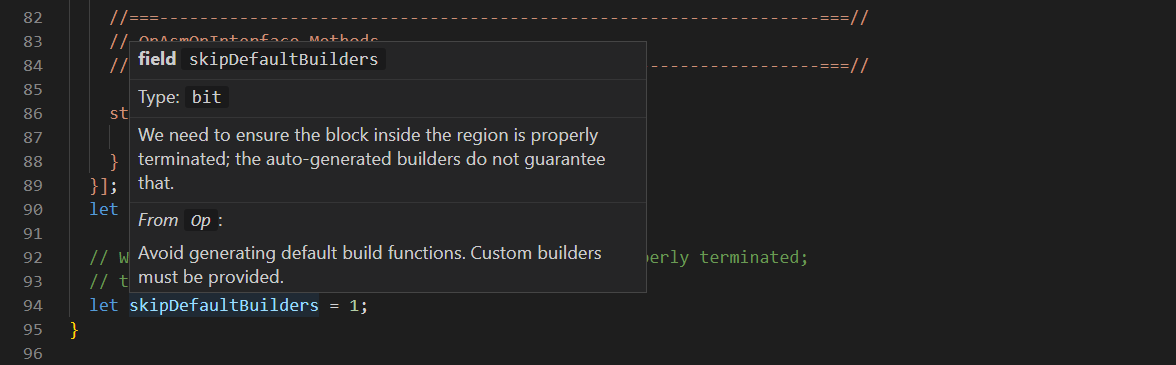 82 //===----------------------------------------------------------------------===//
83 // OpAsmOpInterface Methods
84 // ----------------===//
field skipDefaultBuilders
85
Type: bit
86 st
87
We need to ensure the block inside the region is properly
88 }
terminated; the auto-generated builders do not guarantee
89 }];
that.
90 let
From Op:
91
92 // W erly terminated;
Avoid generating default build functions. Custom builders
93 // t
must be provided.
94 let skipDefaultBuilders = 1;
95 }
96